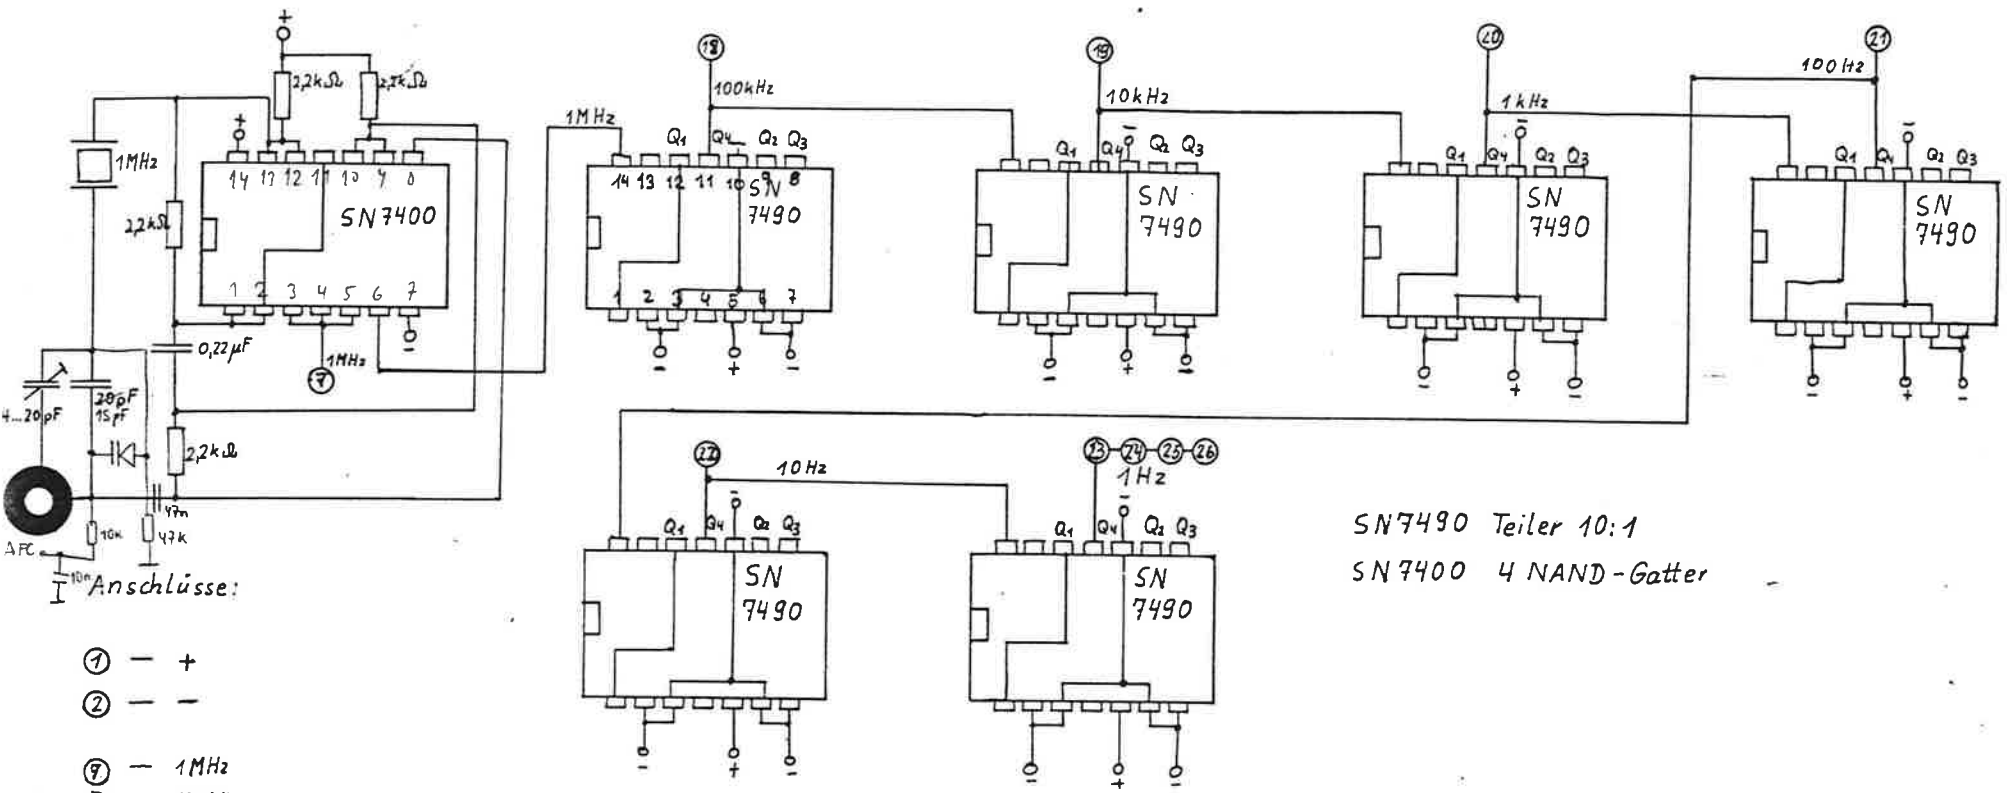 +
2,2kΩ
2,2kΩ
+
1MHz
2,2kΩ
14 13 12 11 10 9 8
SN7400
1 2 3 4 5 6 7
-
1MHz
7
0,22µF
4...20pF
15pF
2,2kΩ
47n
10k
47k
AFC
10n
1MHz
18
100kHz
Q1 Q4 - Q2 Q3
14 13 12 11 10 9 8
SN
7490
1 2 3 4 5 6 7
- + -
19
10kHz
Q1 Q4 - Q2 Q3
SN
7490
- + -
20
1kHz
Q1 Q4 - Q2 Q3
SN
7490
- + -
21
100Hz
Q1 Q4 - Q2 Q3
SN
7490
- + -
22
10Hz
Q1 Q4 - Q2 Q3
SN
7490
- + -
23 24 25 26
1Hz
Q1 Q4 - Q2 Q3
SN
7490
- + -
SN7490 Teiler 10:1
SN7400 4 NAND-Gatter
Anschlüsse:
1 — +
2 — -
7 — 1MHz